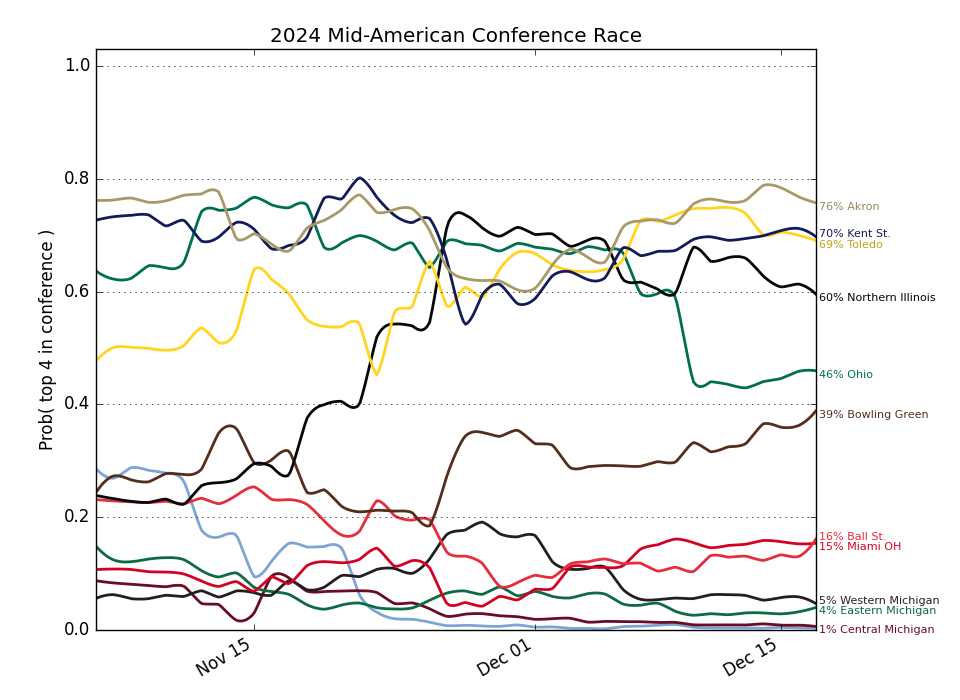 2024 Mid-American Conference Race
Prob( top 4 in conference )
1.0
0.8
0.6
0.4
0.2
0.0
Nov 15
Dec 01
Dec 15
76% Akron
70% Kent St.
69% Toledo
60% Northern Illinois
46% Ohio
39% Bowling Green
16% Ball St.
15% Miami OH
5% Western Michigan
4% Eastern Michigan
1% Central Michigan